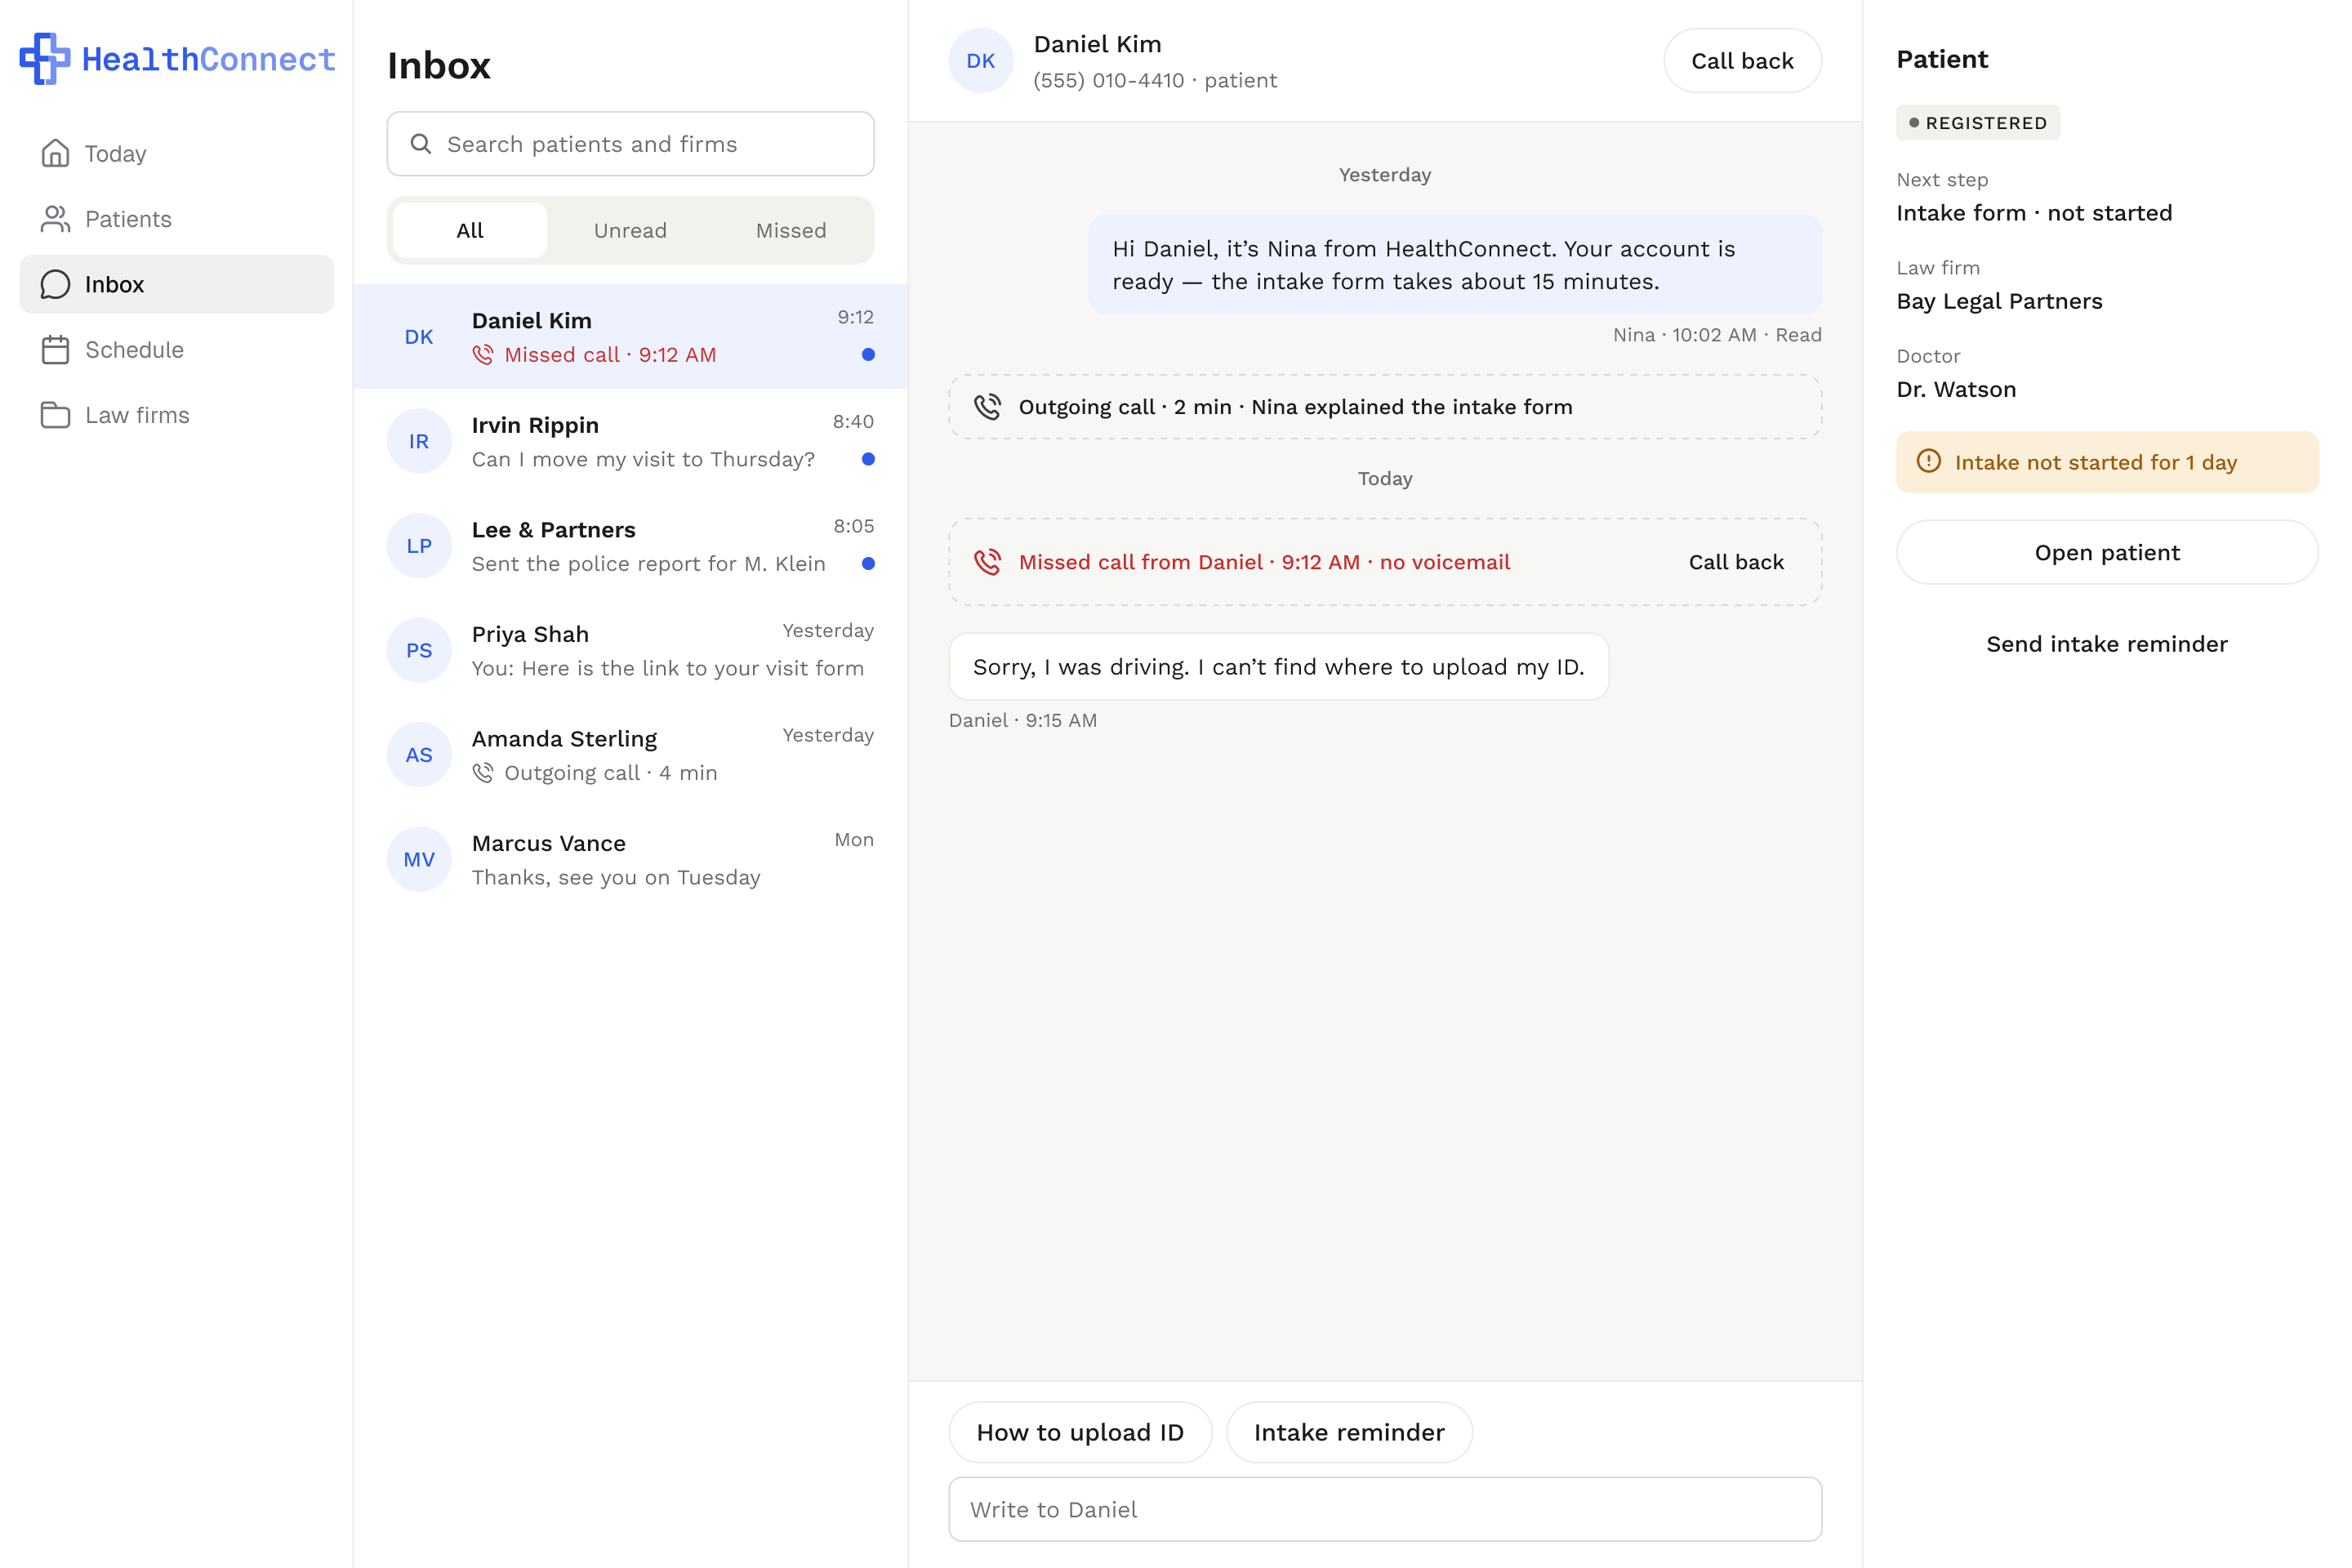 HealthConnect
Today
Patients
Inbox
Schedule
Law firms
Inbox
Search patients and firms
All
Unread
Missed
DK
Daniel Kim
9:12
Missed call · 9:12 AM
IR
Irvin Rippin
8:40
Can I move my visit to Thursday?
LP
Lee & Partners
8:05
Sent the police report for M. Klein
PS
Priya Shah
Yesterday
You: Here is the link to your visit form
AS
Amanda Sterling
Yesterday
Outgoing call · 4 min
MV
Marcus Vance
Mon
Thanks, see you on Tuesday
DK
Daniel Kim
(555) 010-4410 · patient
Call back
Yesterday
Hi Daniel, it’s Nina from HealthConnect. Your account is
ready — the intake form takes about 15 minutes.
Nina · 10:02 AM · Read
Outgoing call · 2 min · Nina explained the intake form
Today
Missed call from Daniel · 9:12 AM · no voicemail
Call back
Sorry, I was driving. I can’t find where to upload my ID.
Daniel · 9:15 AM
How to upload ID
Intake reminder
Write to Daniel
Patient
REGISTERED
Next step
Intake form · not started
Law firm
Bay Legal Partners
Doctor
Dr. Watson
Intake not started for 1 day
Open patient
Send intake reminder